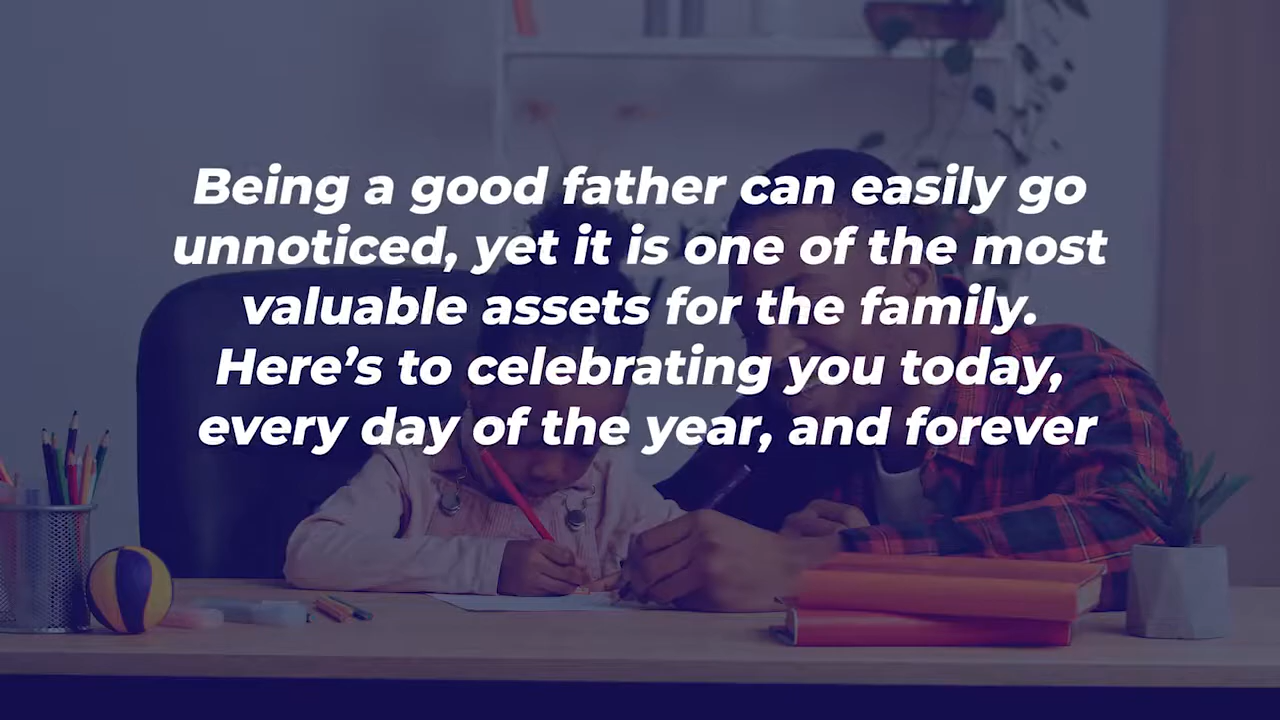 Being a good father can easily go
unnoticed, yet it is one of the most
valuable assets for the family.
Here’s to celebrating you today,
every day of the year, and forever